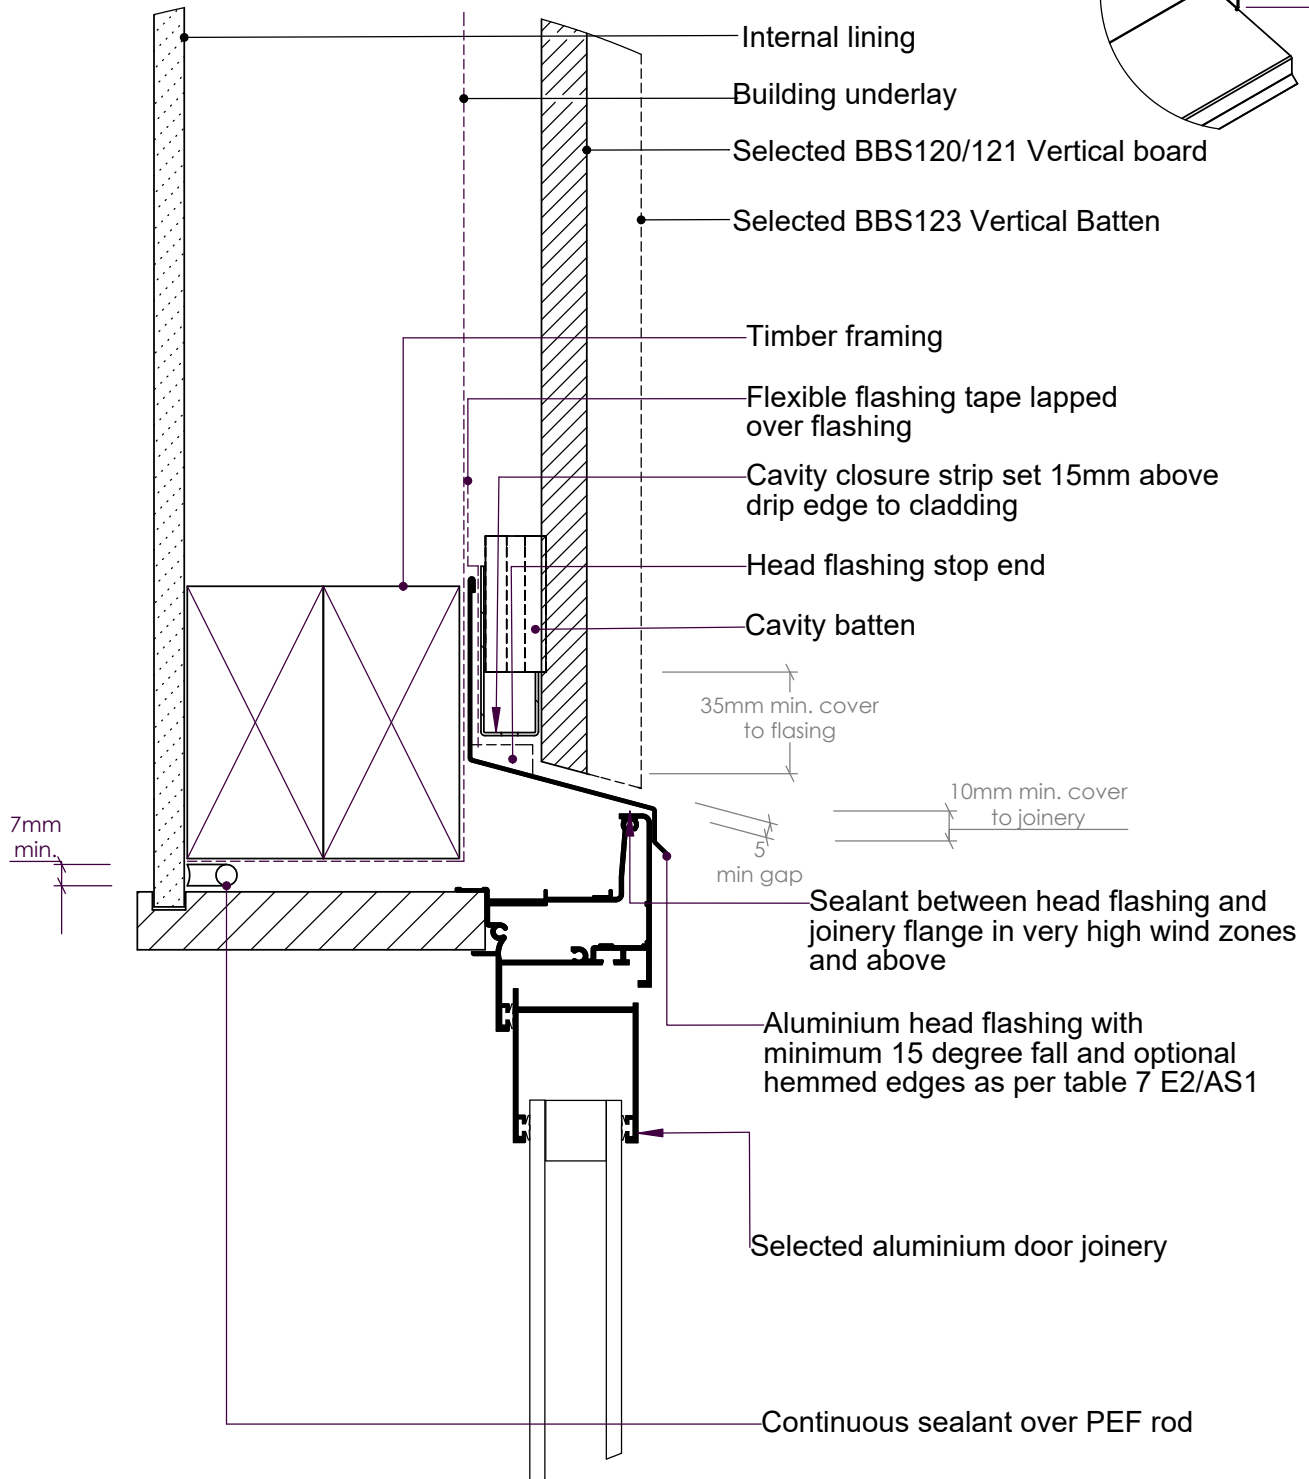 Internal lining
Building underlay
Selected BBS120/121 Vertical board
Selected BBS123 Vertical Batten
Timber framing
Flexible flashing tape lapped
over flashing
Cavity closure strip set 15mm above
drip edge to cladding
Head flashing stop end
Cavity batten
35mm min. cover
to flasing
10mm min. cover
to joinery
7mm
min.
5
min gap
Sealant between head flashing and
joinery flange in very high wind zones
and above
Aluminium head flashing with
minimum 15 degree fall and optional
hemmed edges as per table 7 E2/AS1
Selected aluminium door joinery
Continuous sealant over PEF rod